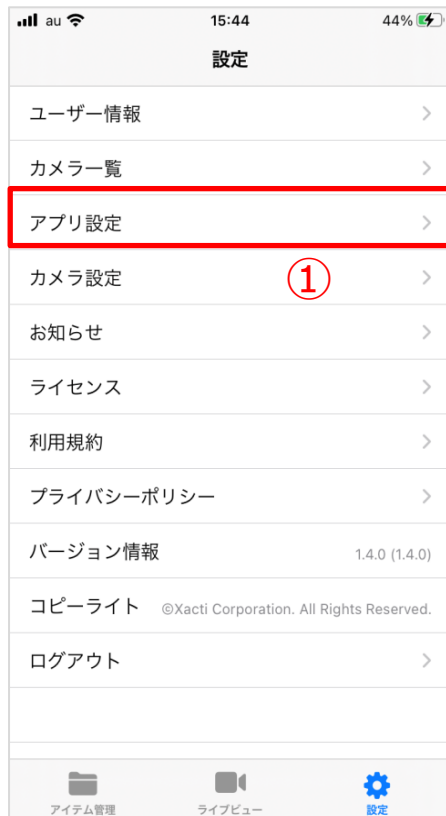 au 15:44 44%
設定
ユーザー情報
カメラ一覧
アプリ設定
カメラ設定 ①
お知らせ
ライセンス
利用規約
プライバシーポリシー
バージョン情報 1.4.0 (1.4.0)
コピーライト ©Xacti Corporation. All Rights Reserved.
ログアウト
アイテム管理 ライブビュー 設定